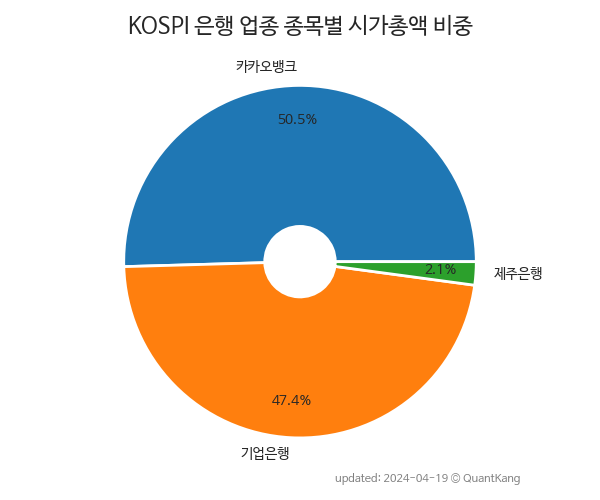 KOSPI 은행 업종 종목별 시가총액 비중
카카오뱅크
50.5%
2.1%
제주은행
47.4%
기업은행
updated: 2024-04-19 © QuantKang